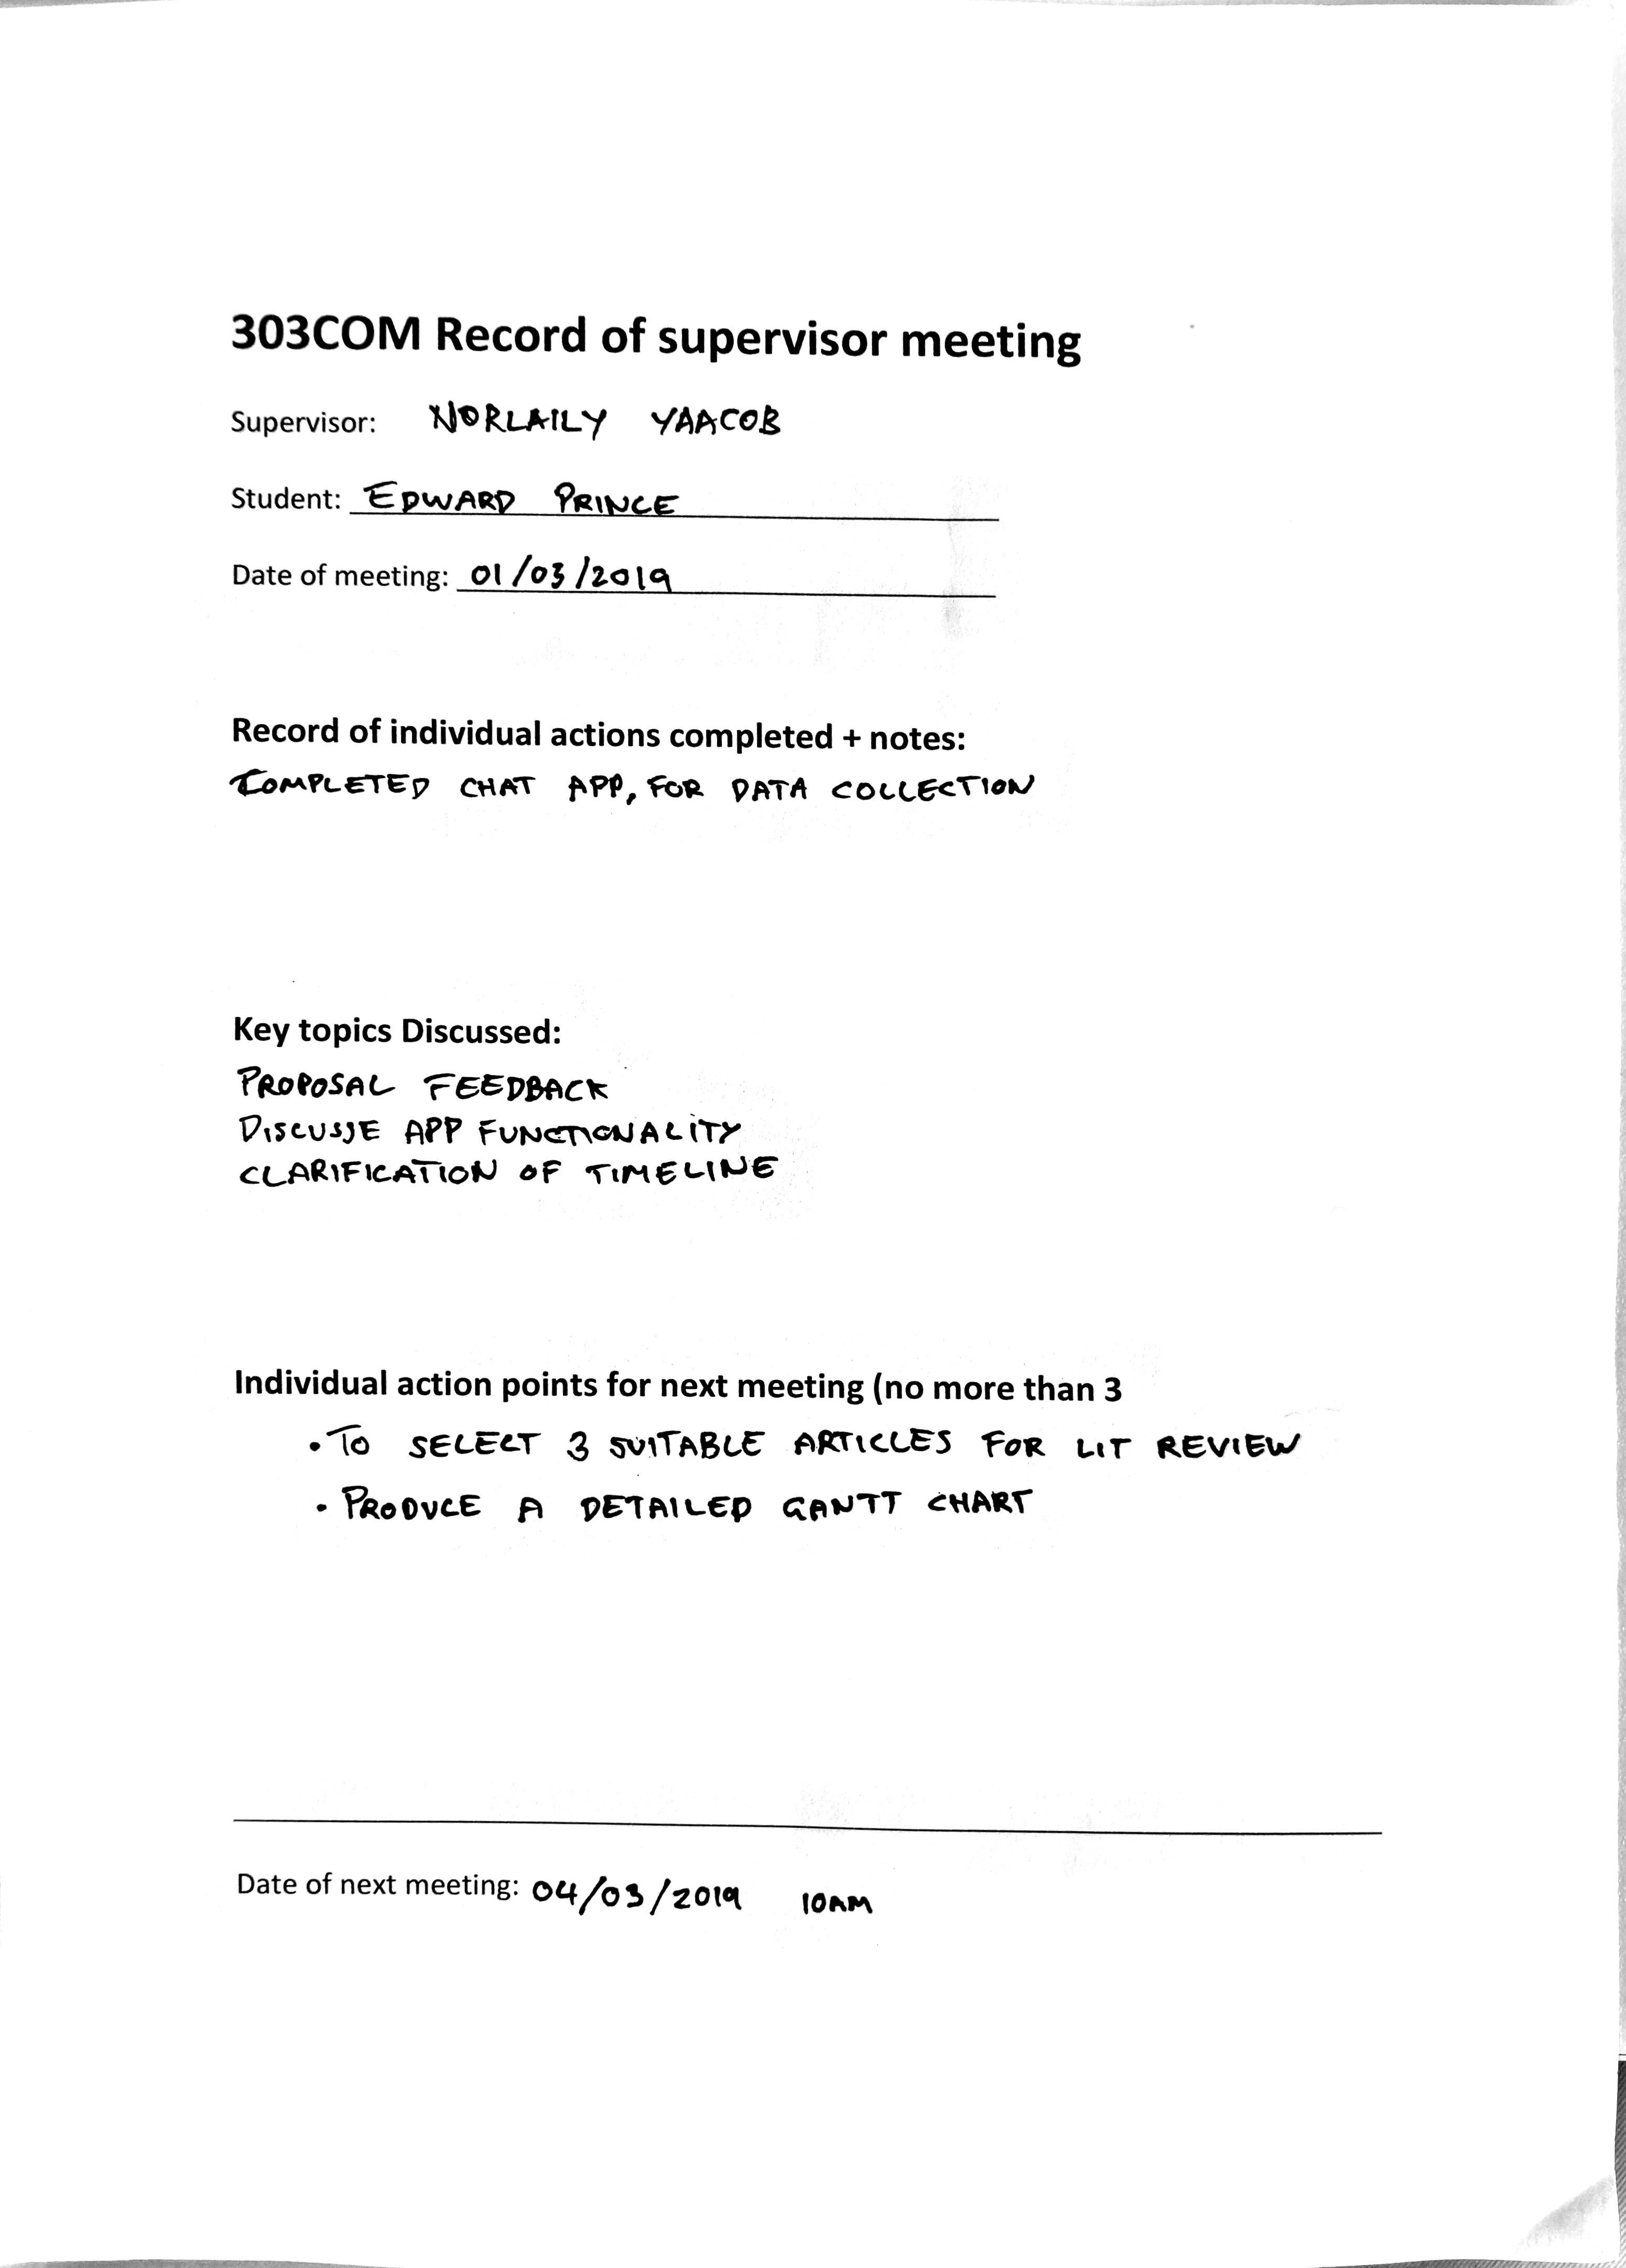 303COM Record of supervisor meeting
Supervisor: NORLAILY YAACOB
Student: EDWARD PRINCE
Date of meeting: 01/03/2019
Record of individual actions completed + notes:
COMPLETED CHAT APP, FOR DATA COLLECTION
Key topics Discussed:
PROPOSAL FEEDBACK
DISCUSSE APP FUNCTIONALITY
CLARIFICATION OF TIMELINE
Individual action points for next meeting (no more than 3
• TO SELECT 3 SUITABLE ARTICLES FOR LIT REVIEW
• PRODUCE A DETAILED GANTT CHART
Date of next meeting: 04/03/2019 10AM